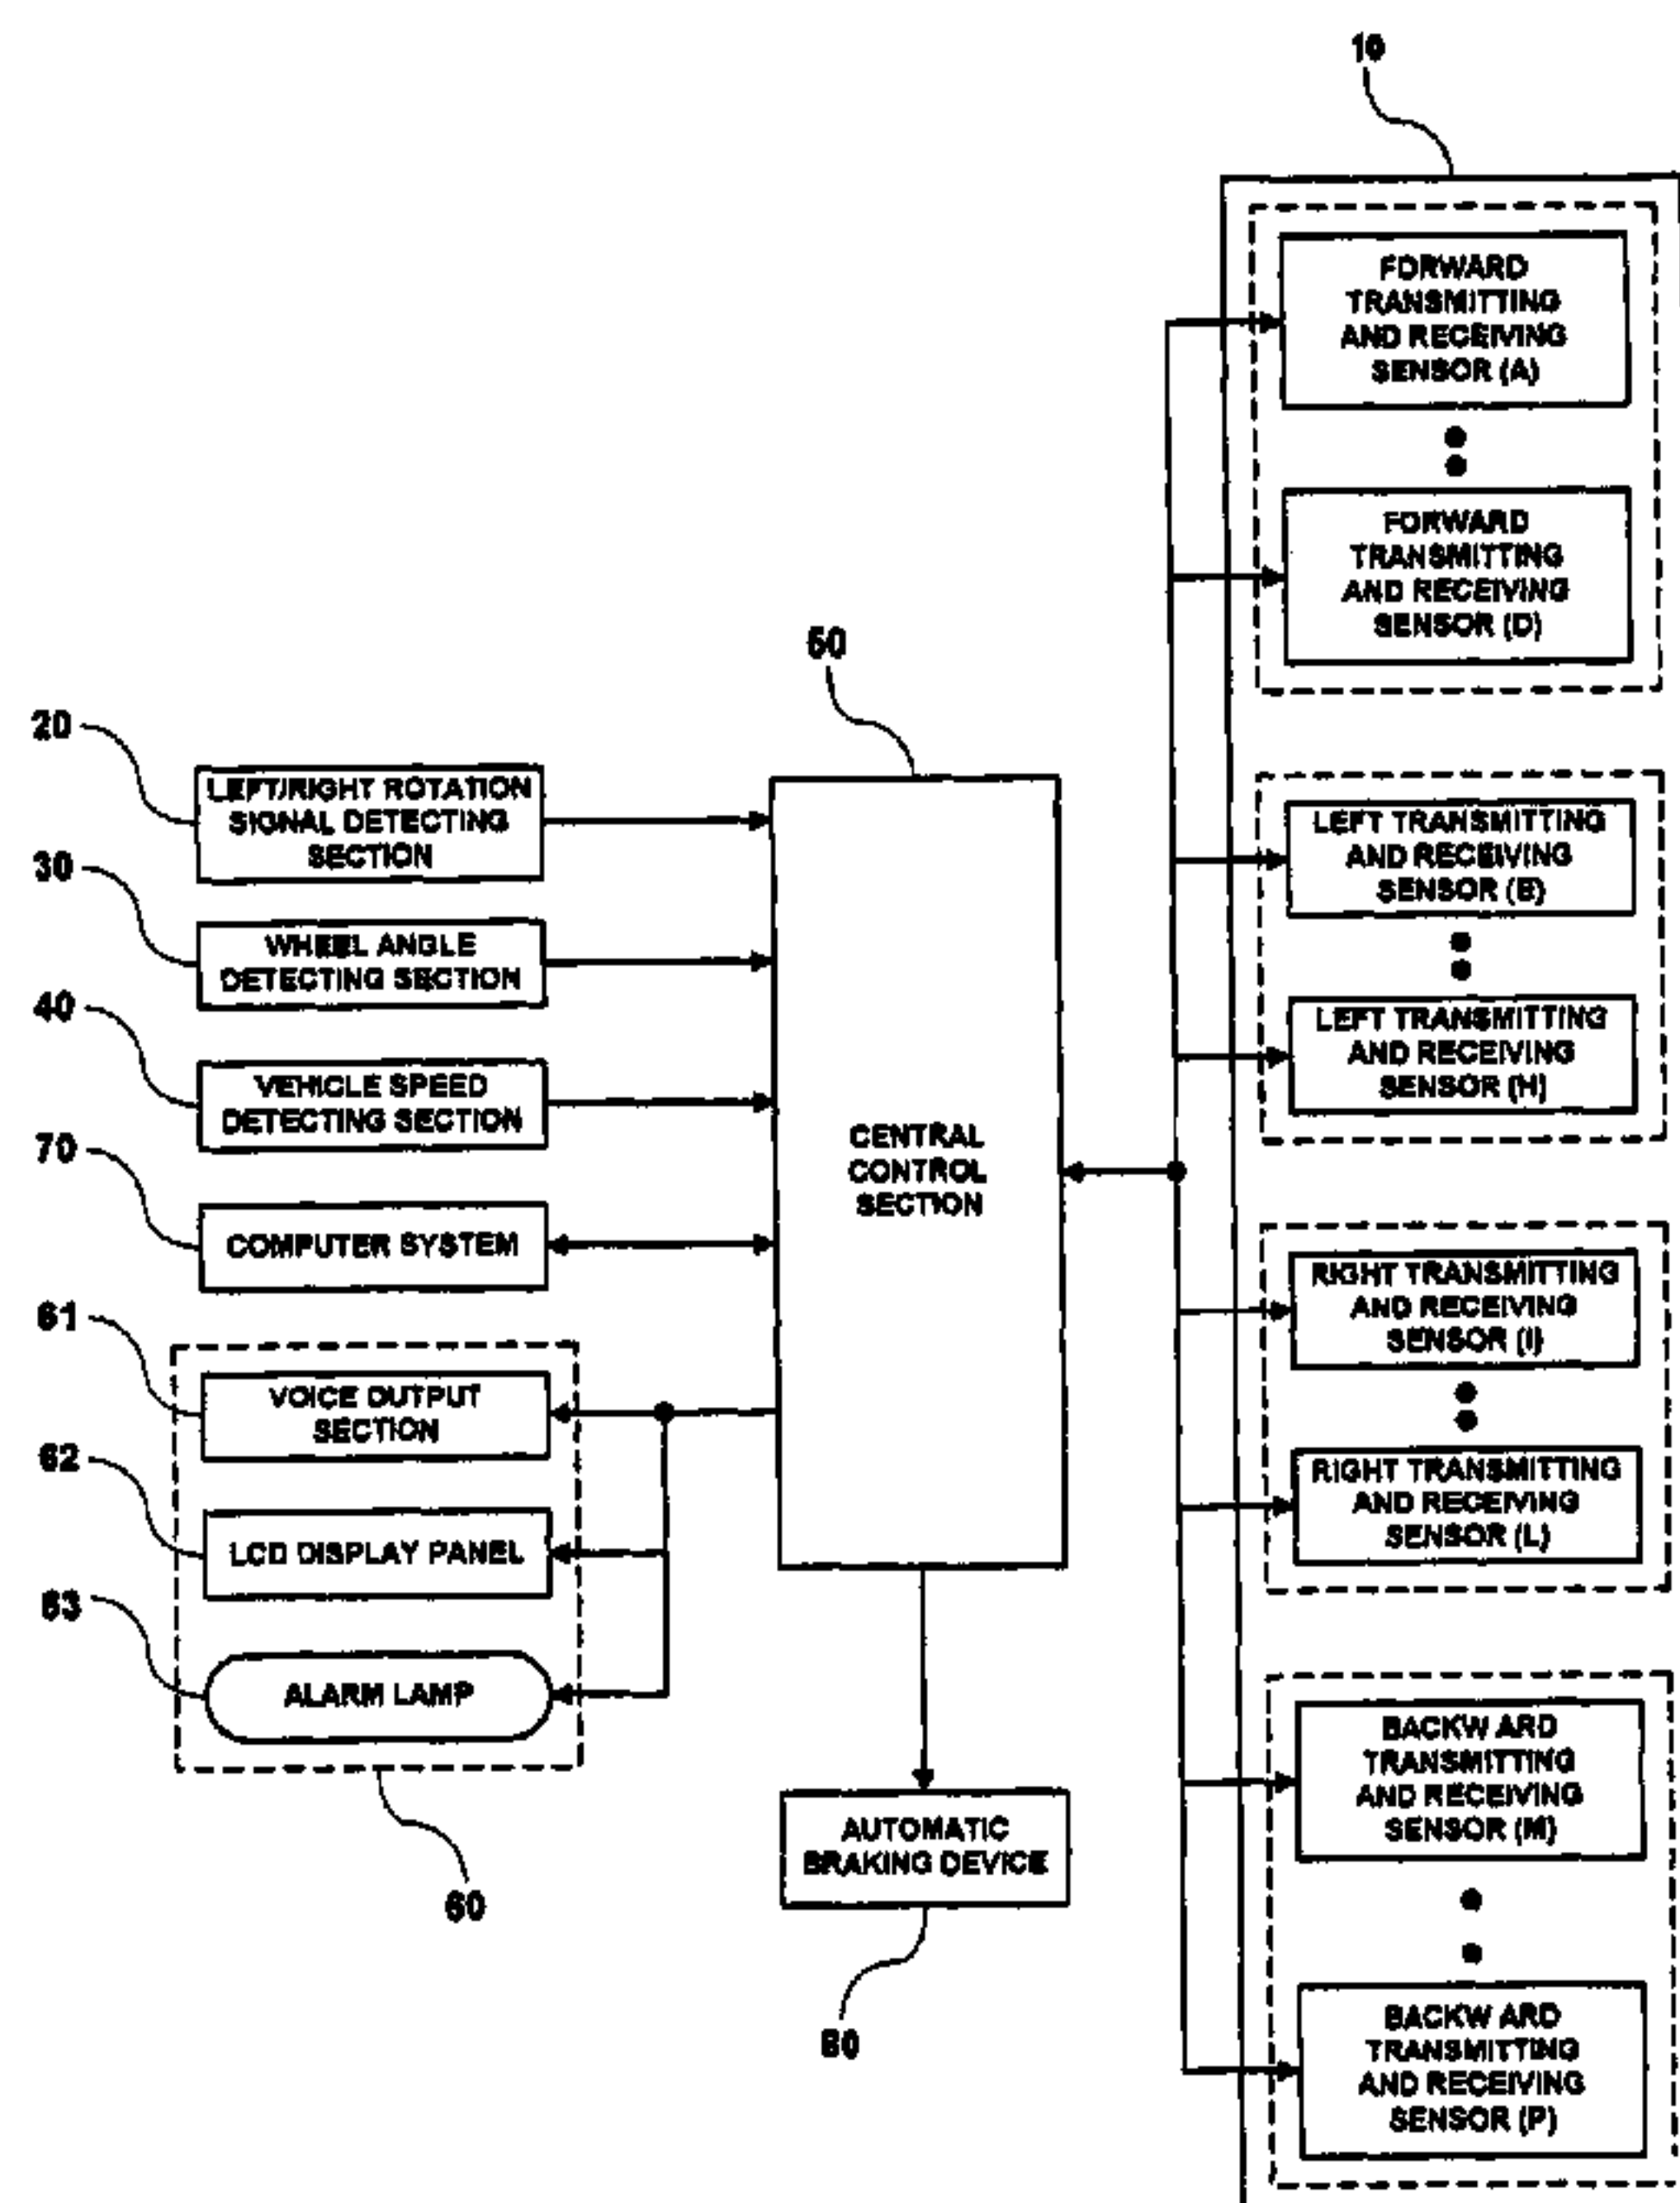 10
FORWARD
TRANSMITTING
AND RECEIVING
SENSOR (A)
FORWARD
TRANSMITTING
AND RECEIVING
SENSOR (D)
50
20
LEFT/RIGHT ROTATION
SIGNAL DETECTING
SECTION
30
WHEEL ANGLE
DETECTING SECTION
40
VEHICLE SPEED
DETECTING SECTION
70
COMPUTER SYSTEM
61
VOICE OUTPUT
SECTION
62
LCD DISPLAY PANEL
63
ALARM LAMP
60
CENTRAL
CONTROL
SECTION
AUTOMATIC
BRAKING DEVICE
80
LEFT TRANSMITTING
AND RECEIVING
SENSOR (E)
LEFT TRANSMITTING
AND RECEIVING
SENSOR (H)
RIGHT TRANSMITTING
AND RECEIVING
SENSOR (I)
RIGHT TRANSMITTING
AND RECEIVING
SENSOR (L)
BACKW ARD
TRANSMITTING
AND RECEIVING
SENSOR (M)
BACKW ARD
TRANSMITTING
AND RECEIVING
SENSOR (P)